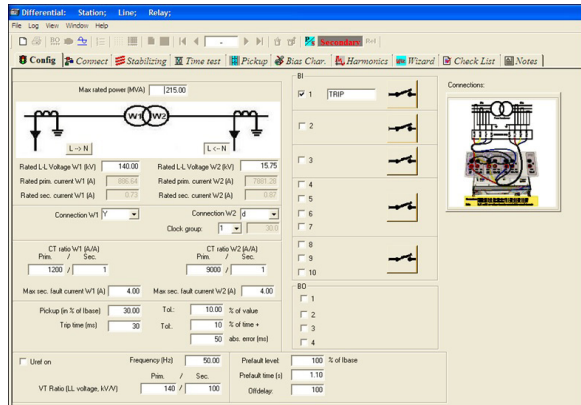 Differential: Station; Line; Relay;
File Log View Window Help
Secondary Rel
Config Connect Stabilizing Time test Pickup Bias Char. Harmonics Wizard Check List Notes
Max rated power (MVA) 215.00
W1 W2
L -> N L <- N
Rated L-L Voltage W1 (kV) 140.00 Rated L-L Voltage W2 (kV) 15.75
Rated prim. current W1 (A) 886.64 Rated prim. current W2 (A)
Rated sec. current W1 (A) 0.73 Rated sec. current W2 (A) 0.87
Connection W1 Y Connection W2 d
Clock group: 1 30.0
CT ratio W1 (A/A) CT ratio W2 (A/A)
Prim. / Sec. Prim. / Sec.
1200 / 1 9000 / 1
Max sec. fault current W1 (A) 4.00 Max sec. fault current W2 (A) 4.00
Pickup (in % of Ibase) 30.00 Tol.: 10.00 % of value
Trip time (ms) 30 Tol. 10 % of time +
50 abs. error (ms)
Uref on Frequency (Hz) 50.00
Prim. / Sec.
VT Ratio (LL voltage, kV/V) 140 / 100
Prefault level: 100 % of Ibase
Prefault time (s) 1.10
Offdelay: 100
BI
1 TRIP
2
3
4
5
6
7
8
9
10
BO
1
2
3
4
Connections: